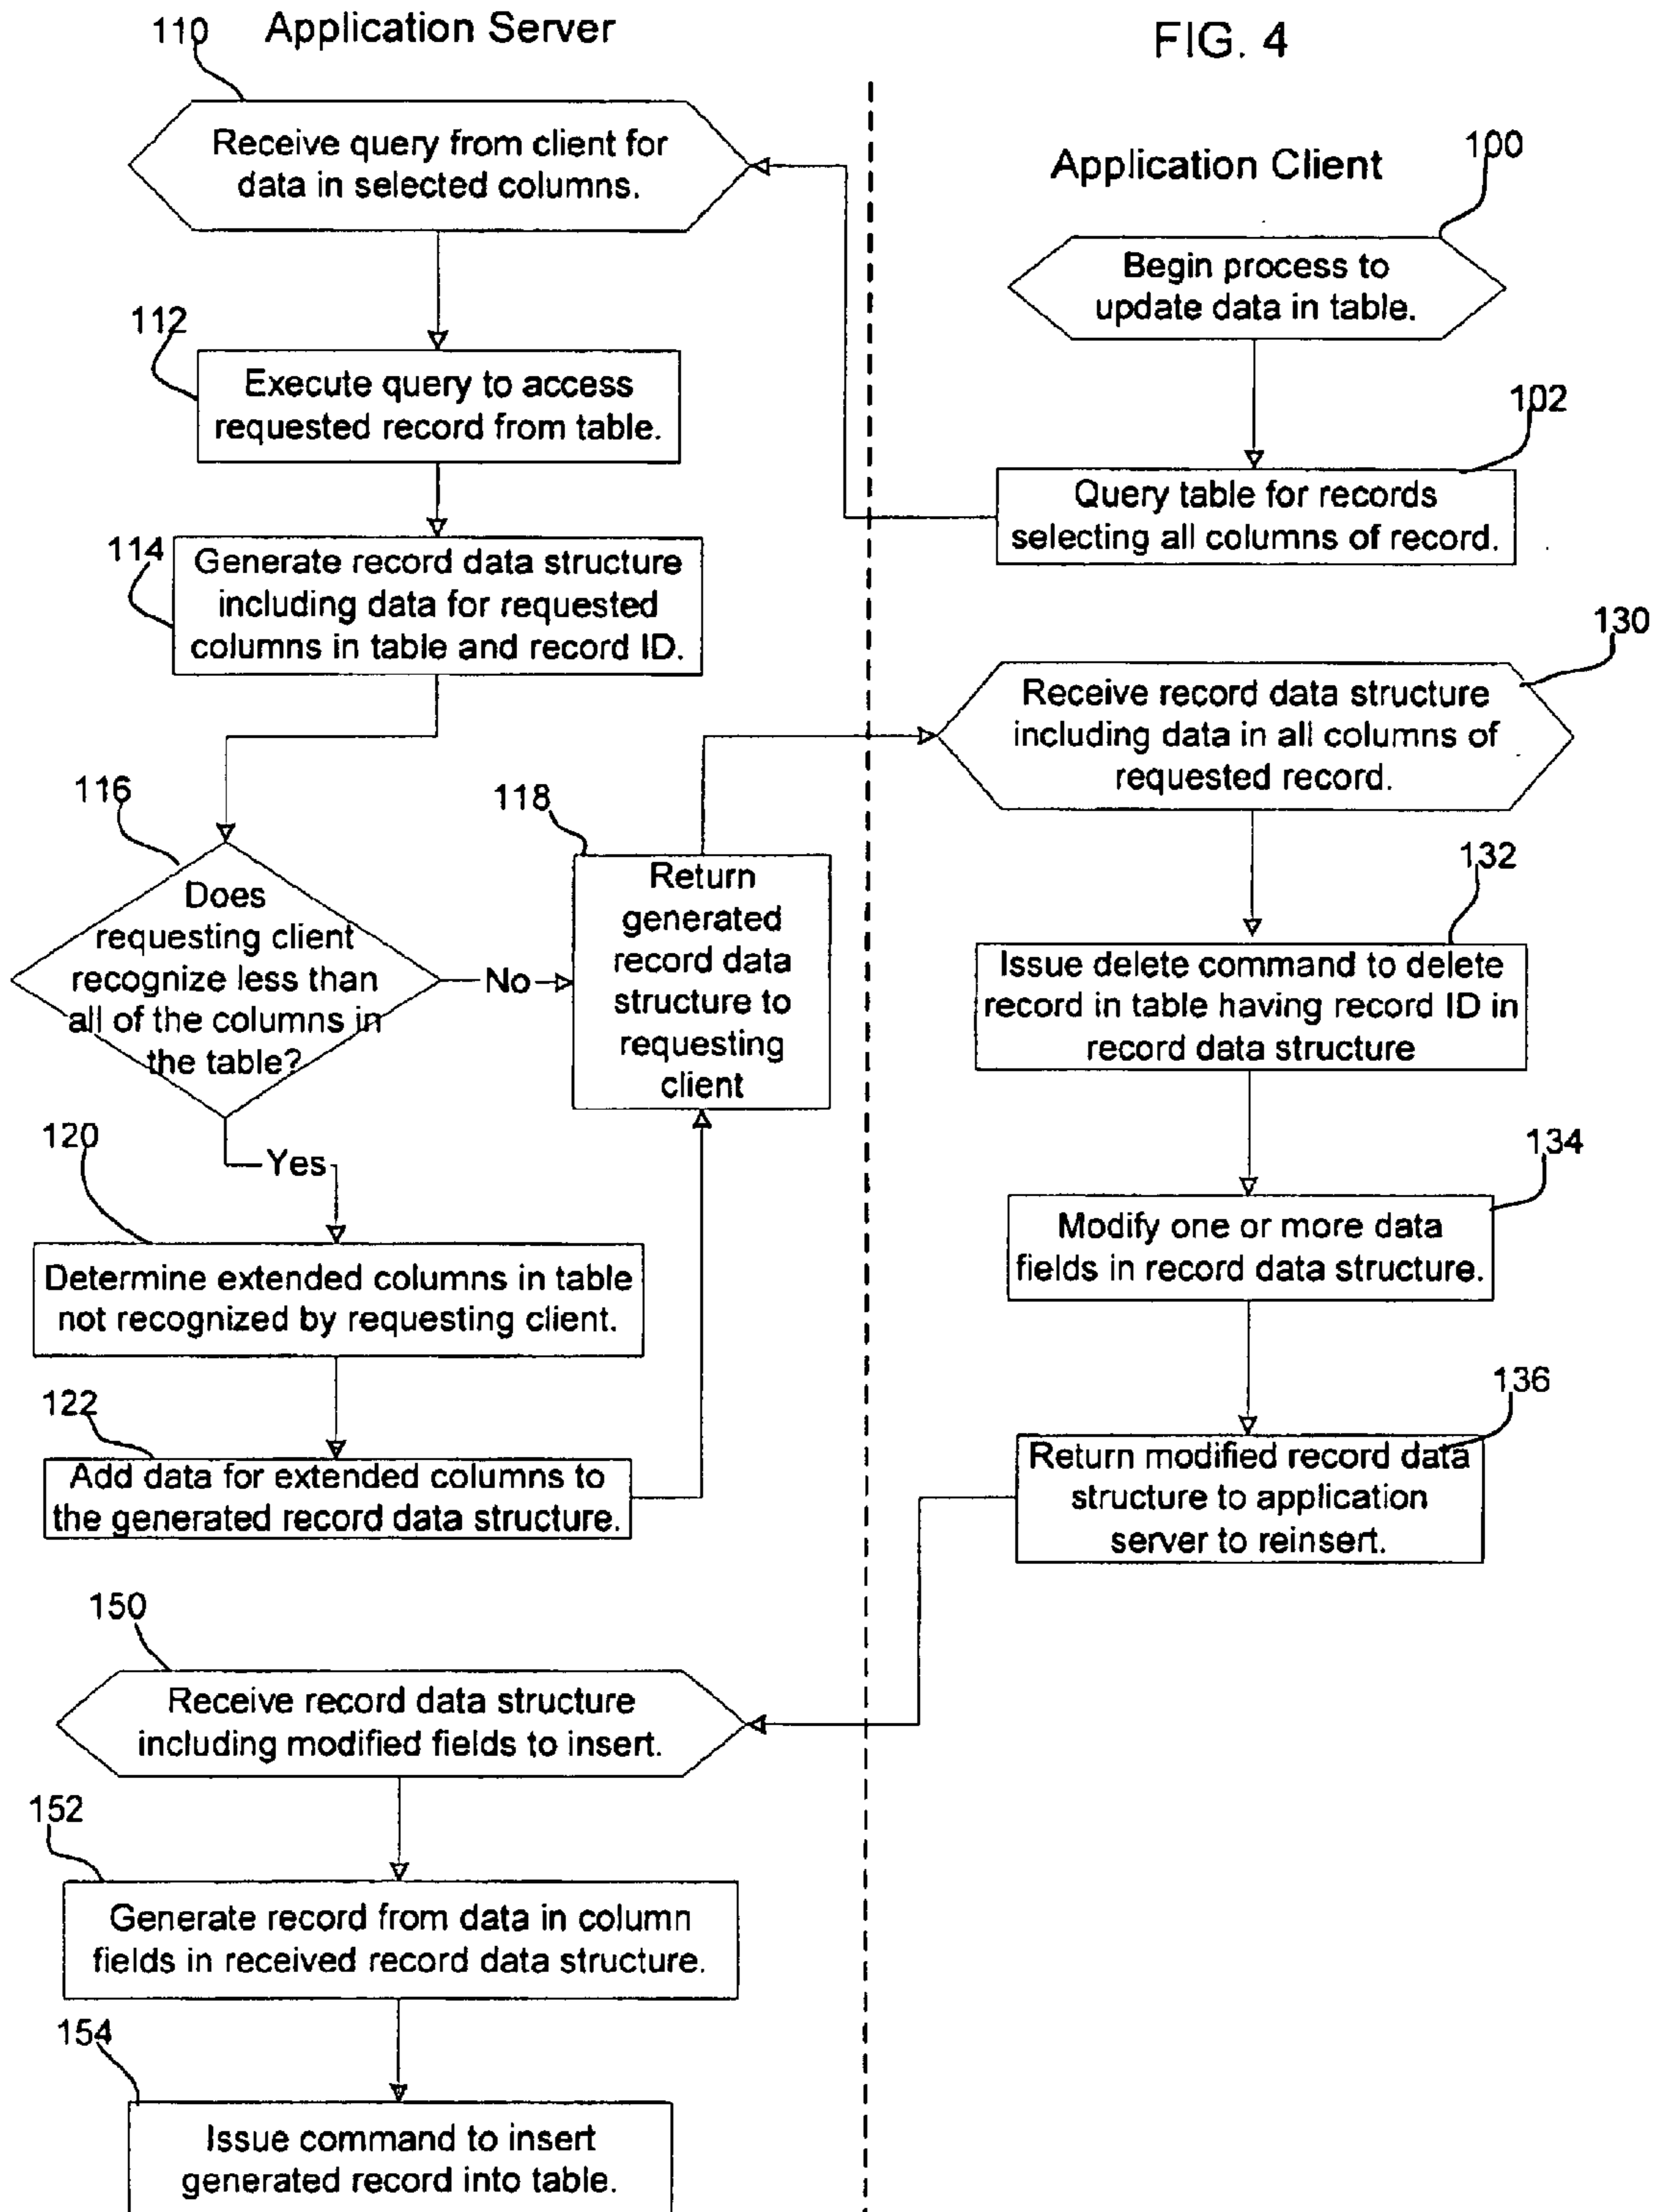 Application Server
FIG. 4
110
Receive query from client for
data in selected columns.
112
Execute query to access
requested record from table.
114
Generate record data structure
including data for requested
columns in table and record ID.
116
Does
requesting client
recognize less than
all of the columns in
the table?
No
118
Return
generated
record data
structure to
requesting
client
Yes
120
Determine extended columns in table
not recognized by requesting client.
122
Add data for extended columns to
the generated record data structure.
150
Receive record data structure
including modified fields to insert.
152
Generate record from data in column
fields in received record data structure.
154
Issue command to insert
generated record into table.
Application Client
100
Begin process to
update data in table.
102
Query table for records
selecting all columns of record.
130
Receive record data structure
including data in all columns of
requested record.
132
Issue delete command to delete
record in table having record ID in
record data structure
134
Modify one or more data
fields in record data structure.
136
Return modified record data
structure to application
server to reinsert.